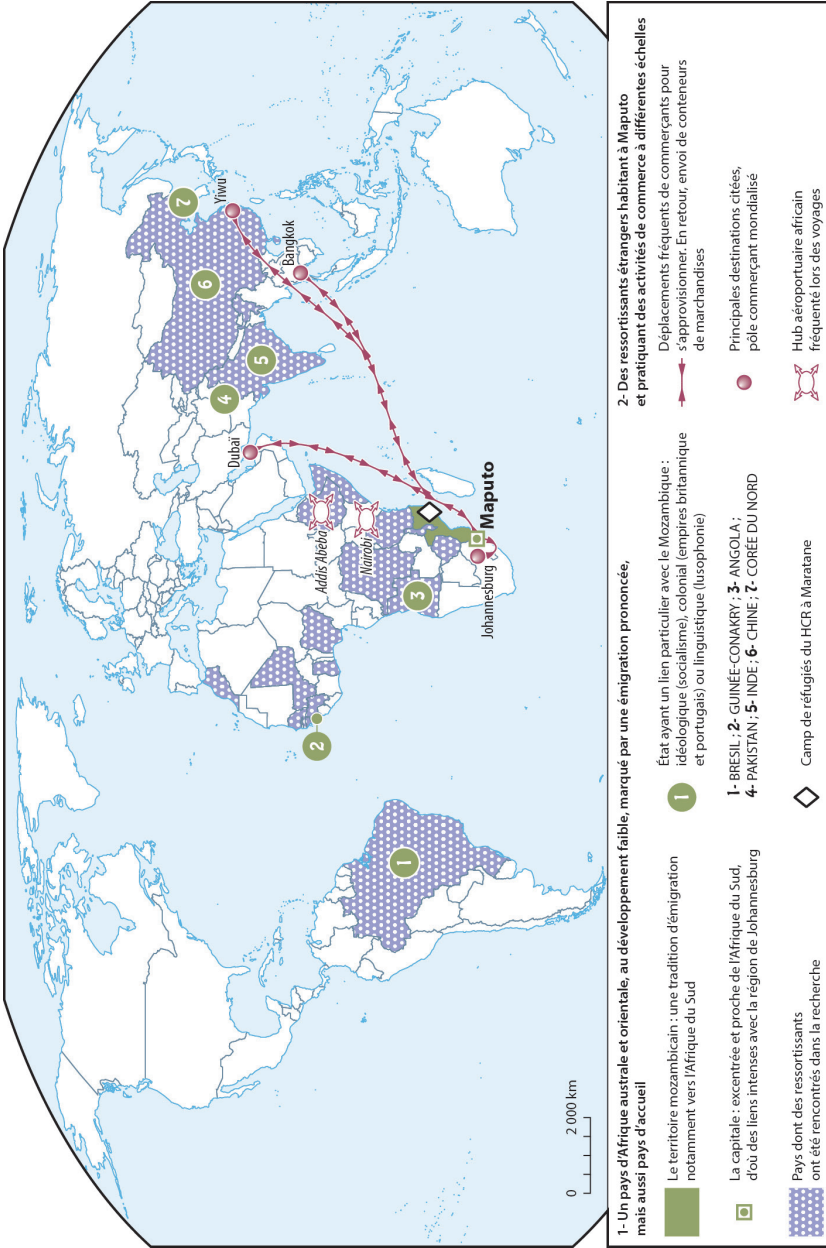 7
Yiwu
6
Bangkok
5
4
Dubaï
Addis Abeba
Nairobi
3
Maputo
Johannesburg
2
1
0
2 000 km
1- Un pays d'Afrique australe et orientale, au développement faible, marqué par une émigration prononcée,
mais aussi pays d'accueil
Le territoire mozambicain : une tradition d'émigration
notamment vers l'Afrique du Sud
La capitale : excentrée et proche de l'Afrique du Sud,
d'où des liens intenses avec la région de Johannesburg
Pays dont des ressortissants
ont été rencontrés dans la recherche
1
État ayant un lien particulier avec le Mozambique :
idéologique (socialisme), colonial (empires britannique
et portugais) ou linguistique (lusophonie)
1- BRESIL ; 2- GUINÉE-CONAKRY ; 3- ANGOLA ;
4- PAKISTAN ; 5- INDE ; 6- CHINE ; 7- CORÉE DU NORD
Camp de réfugiés du HCR à Maratane
2- Des ressortissants étrangers habitant à Maputo
et pratiquant des activités de commerce à différentes échelles
Déplacements fréquents de commerçants pour
s'approvisionner. En retour, envoi de conteneurs
de marchandises
Principales destinations citées,
pôle commerçant mondialisé
Hub aéroportuaire africain
fréquenté lors des voyages